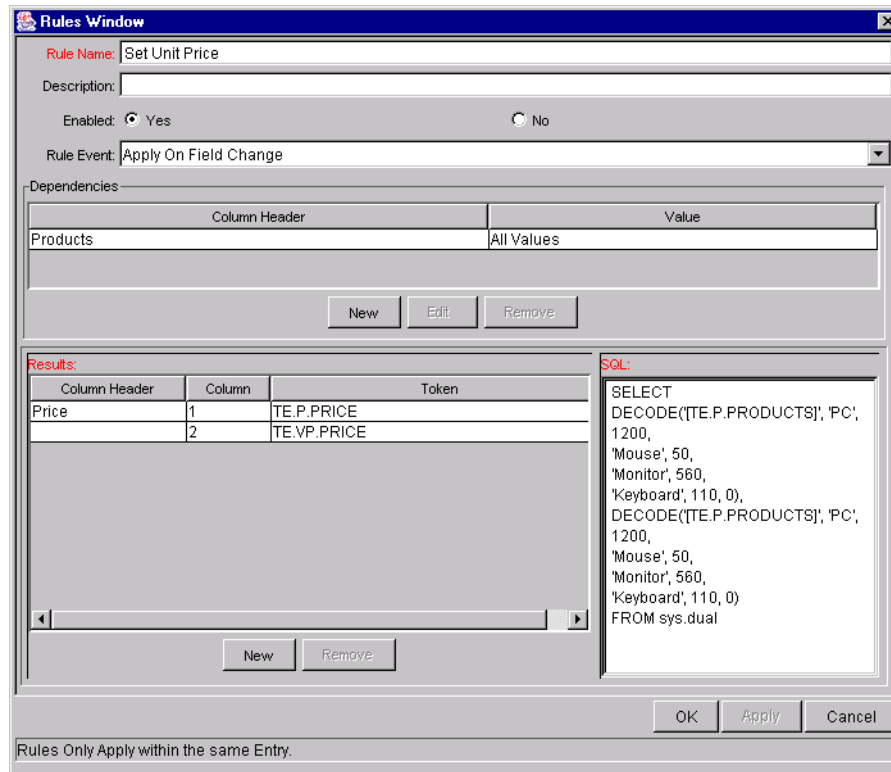 Rules Window
Rule Name: Set Unit Price
Description:
Enabled: Yes No
Rule Event: Apply On Field Change
Dependencies
Column Header Value
Products All Values
New Edit Remove
Results:
Column Header Column Token
Price 1 TE.P.PRICE
2 TE.VP.PRICE
New Remove
SQL:
SELECT
DECODE('[TE.P.PRODUCTS]', 'PC',
1200,
'Mouse', 50,
'Monitor', 560,
'Keyboard', 110, 0),
DECODE('[TE.P.PRODUCTS]', 'PC',
1200,
'Mouse', 50,
'Monitor', 560,
'Keyboard', 110, 0)
FROM sys.dual
OK Apply Cancel
Rules Only Apply within the same Entry.